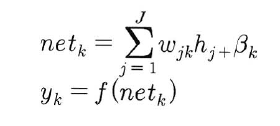 net_k = \sum_{j=1}^{J} w_{jk} h_{j} + \beta_k
y_k = f(net_k)